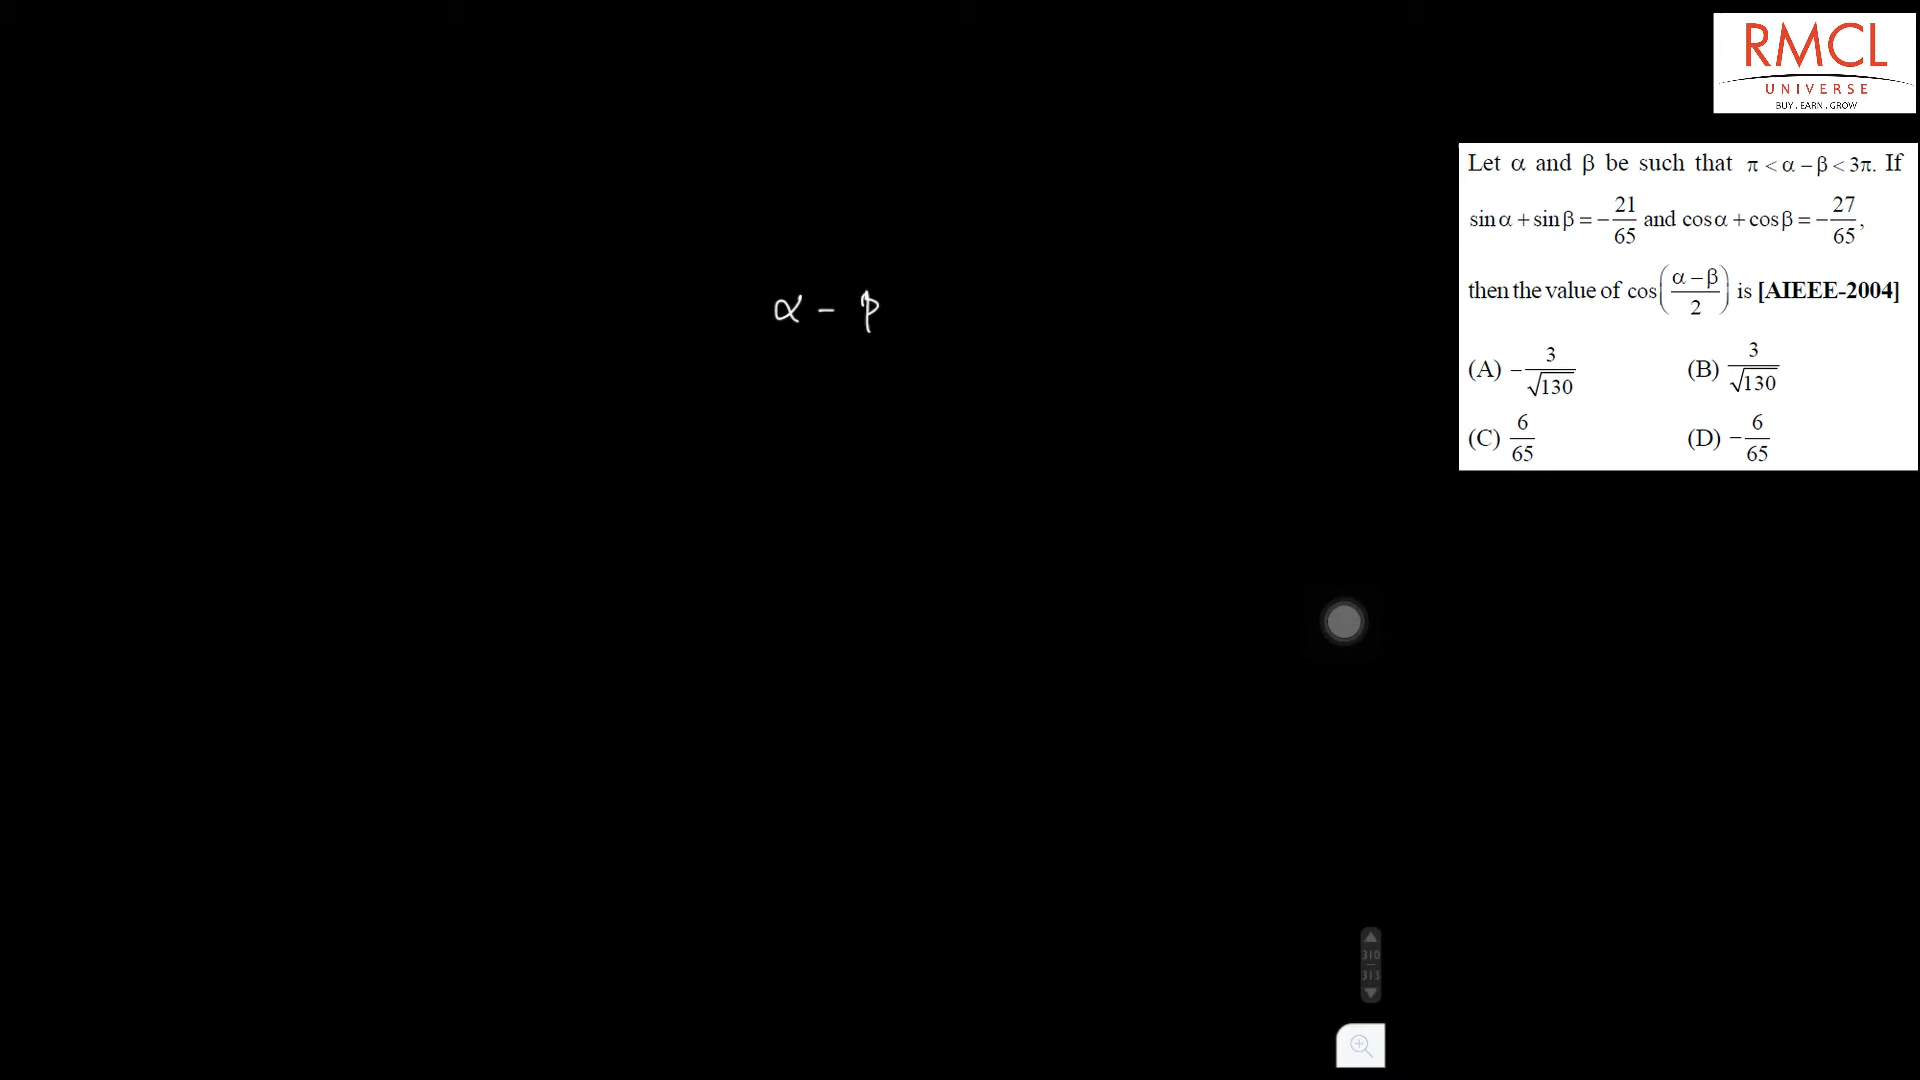 RMCL
UNIVERSE
BUY . EARN . GROW
Let α and β be such that π < α − β < 3π. If
sin α + sin β = −21/65 and cos α + cos β = −27/65,
then the value of cos((α − β)/2) is [AIEEE-2004]
(A) −3/√130 (B) 3/√130
(C) 6/65 (D) −6/65
α − β
310
313